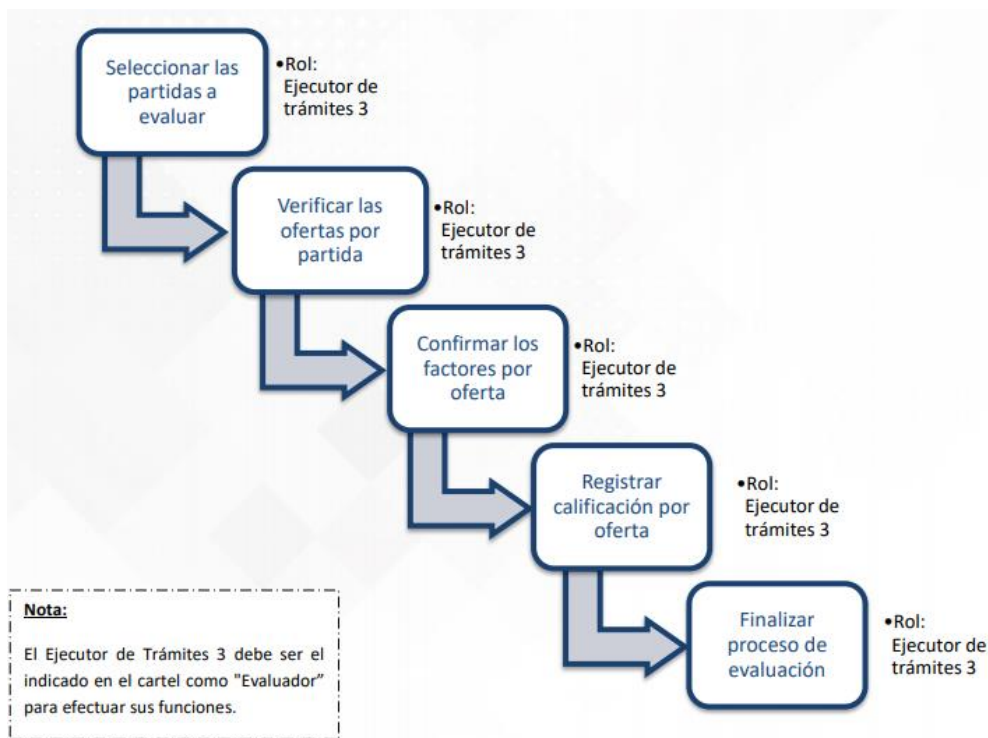 Seleccionar las
partidas a
evaluar
•Rol:
Ejecutor de
trámites 3
Verificar las
ofertas por
partida
•Rol:
Ejecutor de
trámites 3
Confirmar los
factores por
oferta
•Rol:
Ejecutor de
trámites 3
Registrar
calificación por
oferta
•Rol:
Ejecutor de
trámites 3
Finalizar
proceso de
evaluación
•Rol:
Ejecutor de
trámites 3
Nota:
El Ejecutor de Trámites 3 debe ser el
indicado en el cartel como "Evaluador”
para efectuar sus funciones.